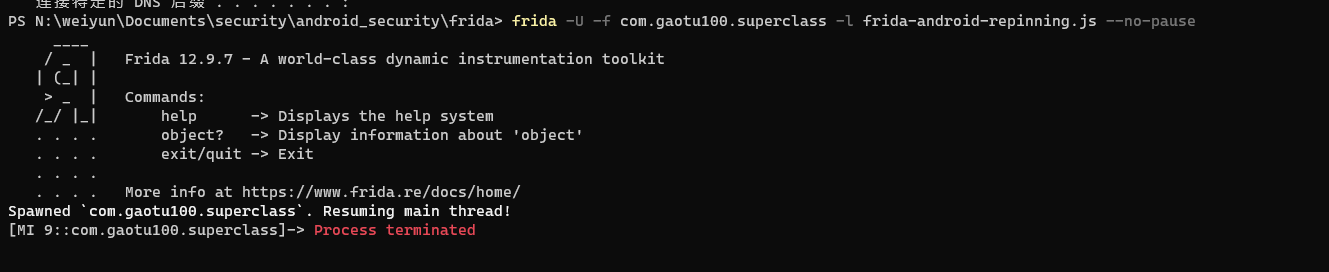 连接特定的 DNS 后缀 . . . . . . . :
PS N:\weiyun\Documents\security\android_security\frida> frida -U -f com.gaotu100.superclass -l frida-android-repinning.js --no-pause
     ____
    / _  |   Frida 12.9.7 - A world-class dynamic instrumentation toolkit
   | (_| |
    > _  |   Commands:
   /_/ |_|       help      -> Displays the help system
   . . . .       object?   -> Display information about 'object'
   . . . .       exit/quit -> Exit
   . . . .
   . . . .   More info at https://www.frida.re/docs/home/
Spawned `com.gaotu100.superclass`. Resuming main thread!
[MI 9::com.gaotu100.superclass]-> Process terminated